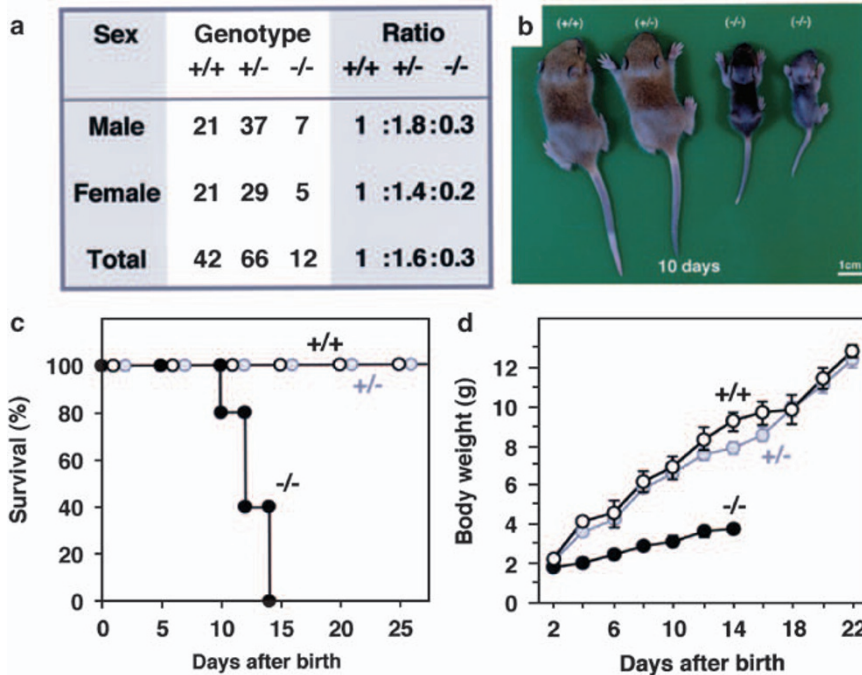 a
Sex Genotype Ratio
+/+ +/- -/- +/+ +/- -/-
Male 21 37 7 1 :1.8:0.3
Female 21 29 5 1 :1.4:0.2
Total 42 66 12 1 :1.6:0.3
b
(+/+) (+/-) (-/-) (-/-)
10 days
1cm
c
Survival (%)
100
80
60
40
20
0
+/+
+/-
-/-
0 5 10 15 20 25
Days after birth
d
Body weight (g)
12
10
8
6
4
2
0
+/+
+/-
-/-
2 6 10 14 18 22
Days after birth